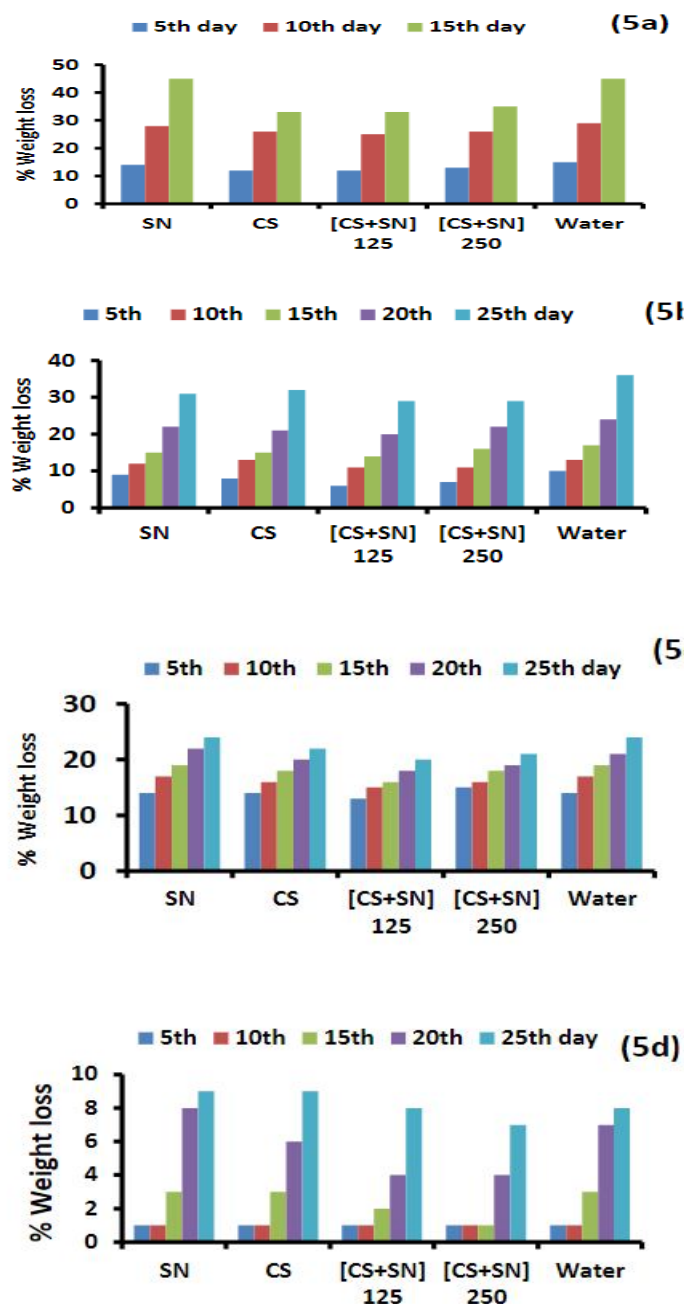 5th day 10th day 15th day (5a)
50
40
30
20
10
0
% Weight loss
SN CS [CS+SN] 125 [CS+SN] 250 Water
5th 10th 15th 20th 25th day (5b
40
30
20
10
0
% Weight loss
SN CS [CS+SN] 125 [CS+SN] 250 Water
(5
5th 10th 15th 20th 25th day
30
20
10
0
% Weight loss
SN CS [CS+SN] 125 [CS+SN] 250 Water
5th 10th 15th 20th 25th day (5d)
10
8
6
4
2
0
% Weight loss
SN CS [CS+SN] 125 [CS+SN] 250 Water